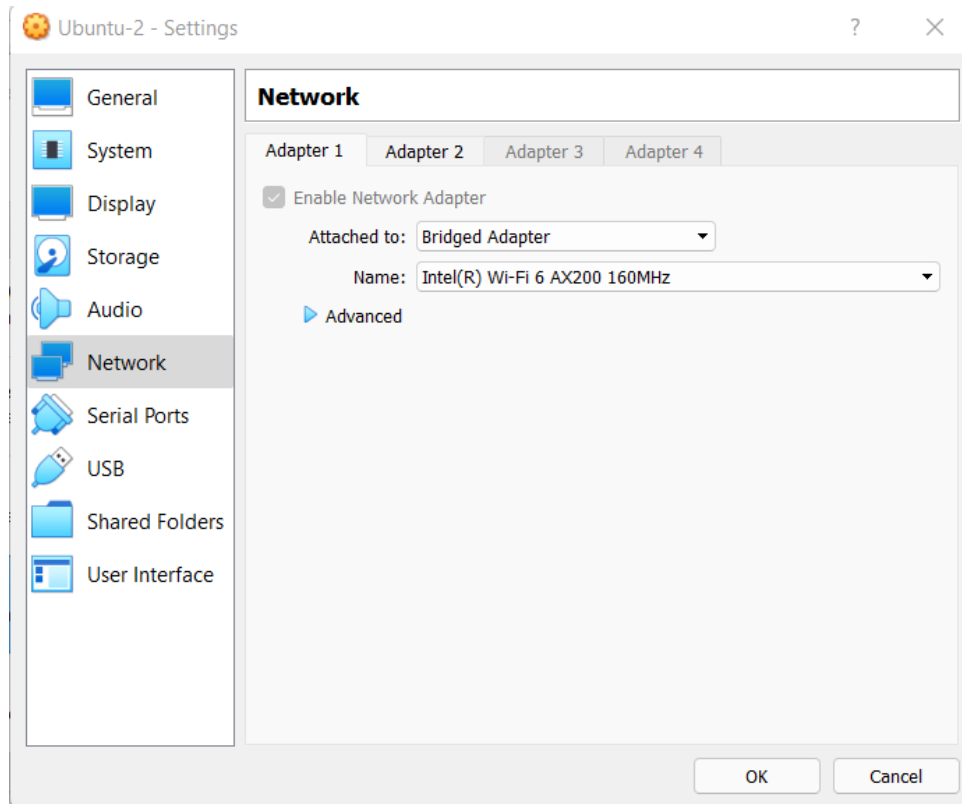 Ubuntu-2 - Settings
?
General
System
Display
Storage
Audio
Network
Serial Ports
USB
Shared Folders
User Interface
Network
Adapter 1 Adapter 2 Adapter 3 Adapter 4
Enable Network Adapter
Attached to: Bridged Adapter
Name: Intel(R) Wi-Fi 6 AX200 160MHz
Advanced
OK Cancel